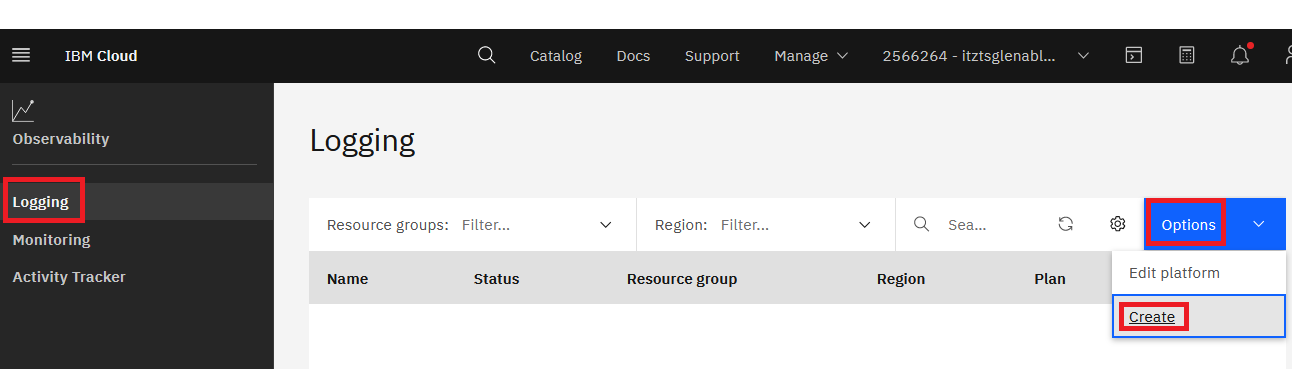 IBM Cloud Catalog Docs Support Manage 2566264 - itztsglenabl...
Observability
Logging
Monitoring
Activity Tracker
Logging
Resource groups: Filter... Region: Filter... Sea... Options
Edit platform
Create
Name Status Resource group Region Plan